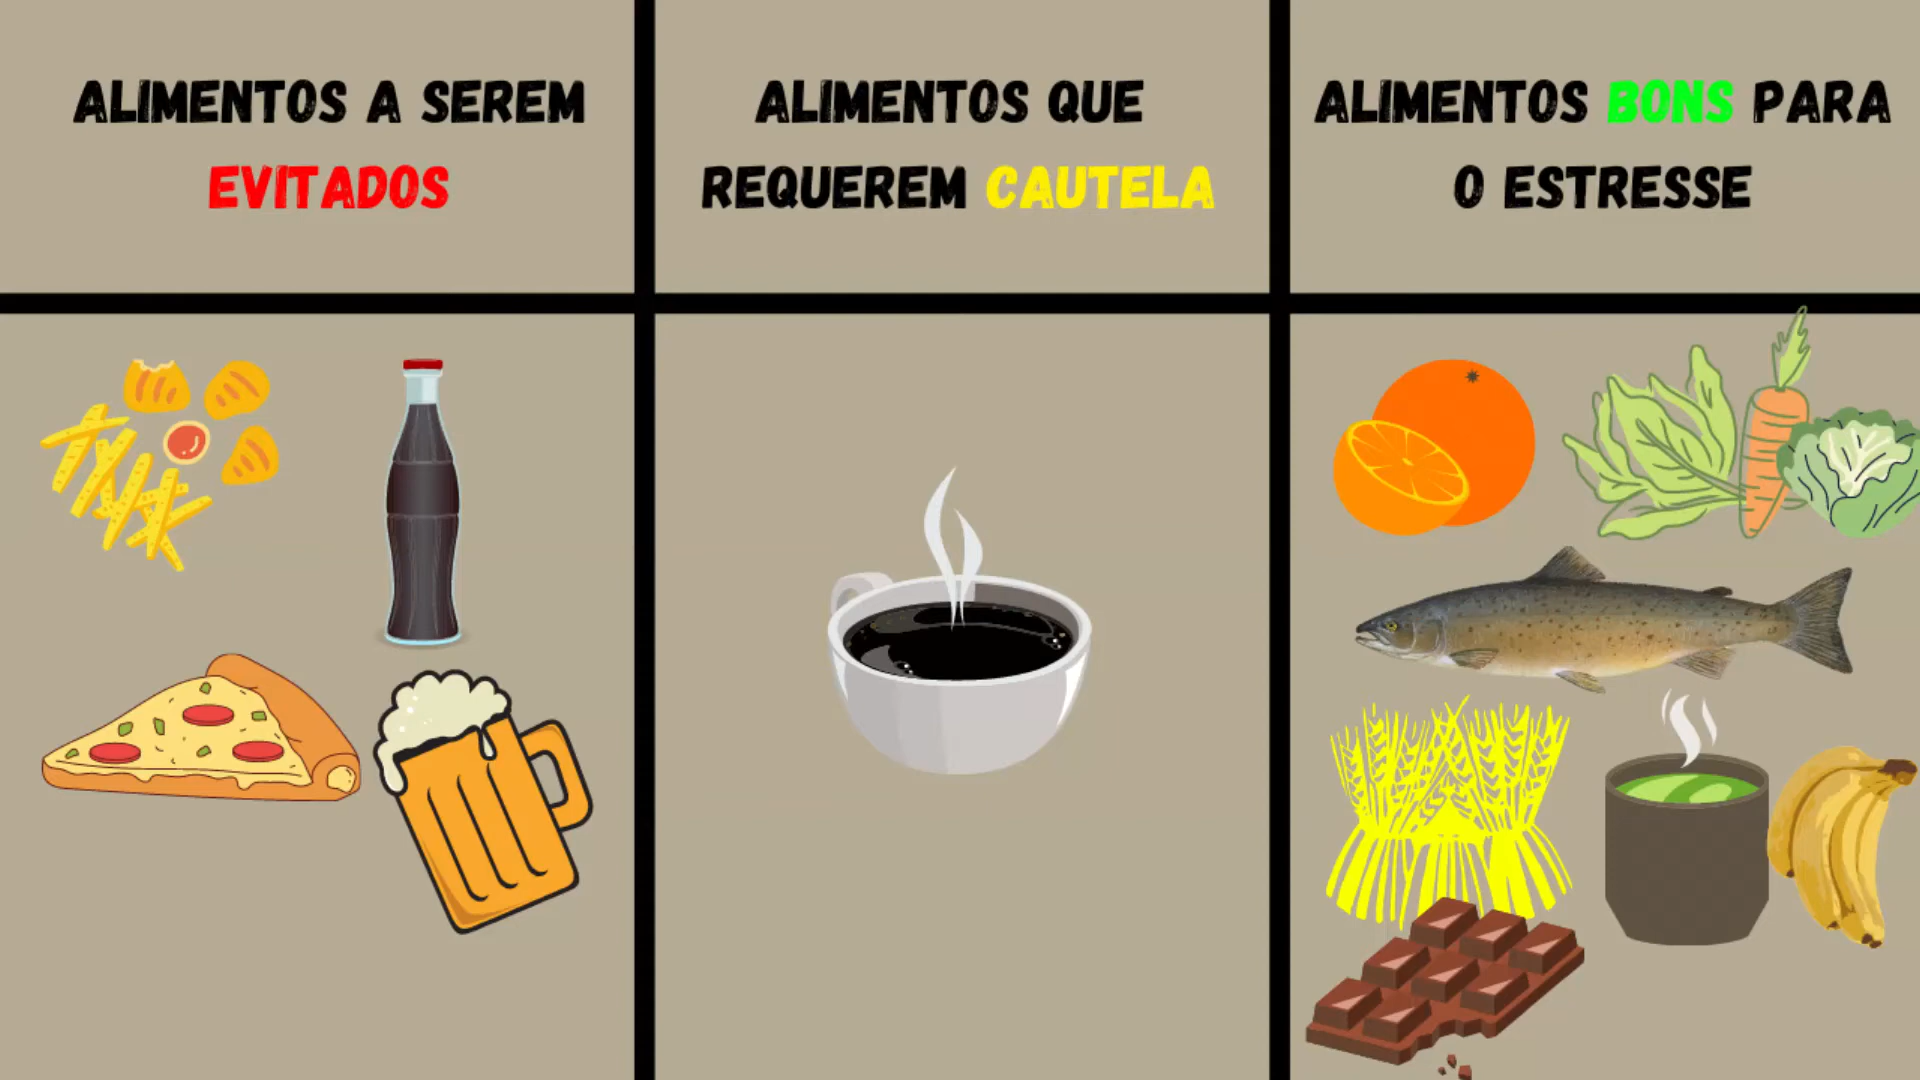 ALIMENTOS A SEREM
EVITADOS
ALIMENTOS QUE
REQUEREM CAUTELA
ALIMENTOS BONS PARA
O ESTRESSE